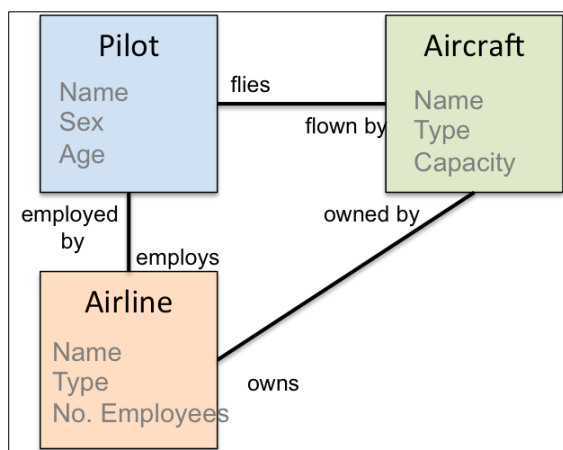 Pilot
Name
Sex
Age
flies
flown by
Aircraft
Name
Type
Capacity
employed
by
employs
owned by
owns
Airline
Name
Type
No. Employees